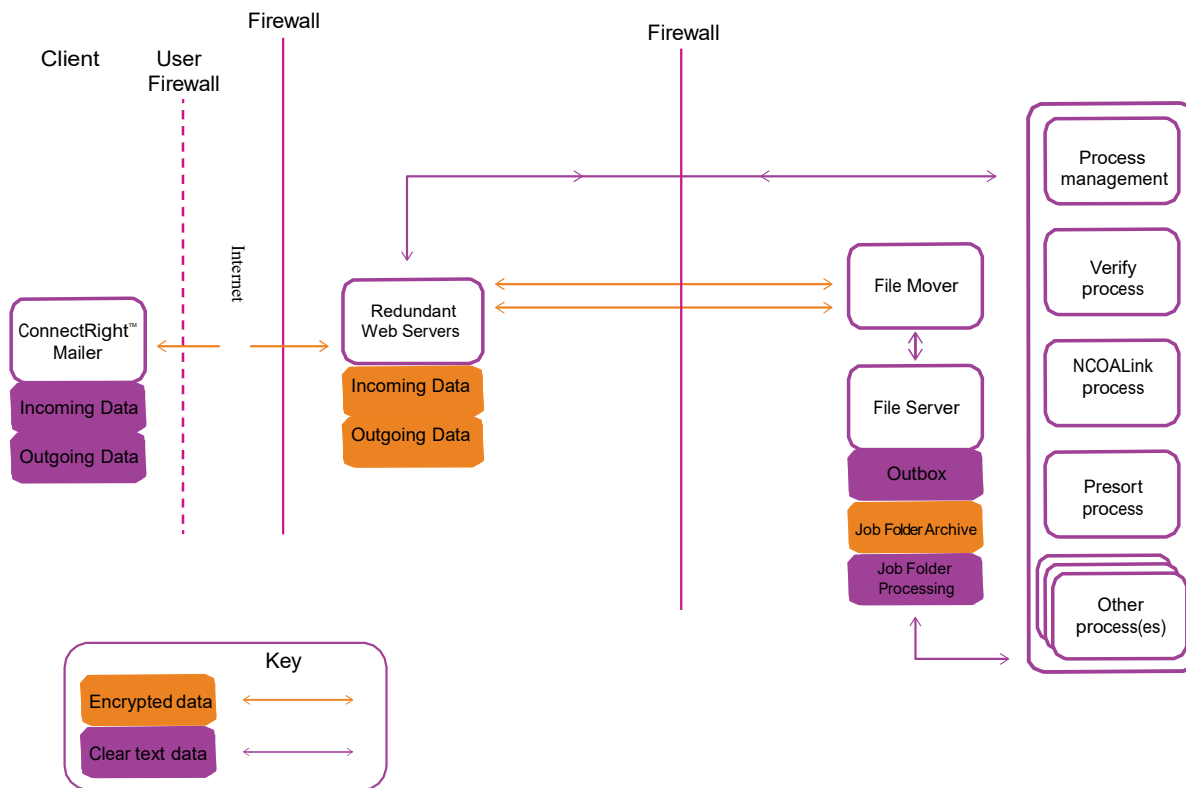 Client
User
Firewall
Firewall
Firewall
Internet
ConnectRight™
Mailer
Incoming Data
Outgoing Data
Redundant
Web Servers
Incoming Data
Outgoing Data
File Mover
File Server
Outbox
Job Folder Archive
Job Folder
Processing
Process
management
Verify
process
NCOALink
process
Presort
process
Other
process(es)
Key
Encrypted data
Clear text data